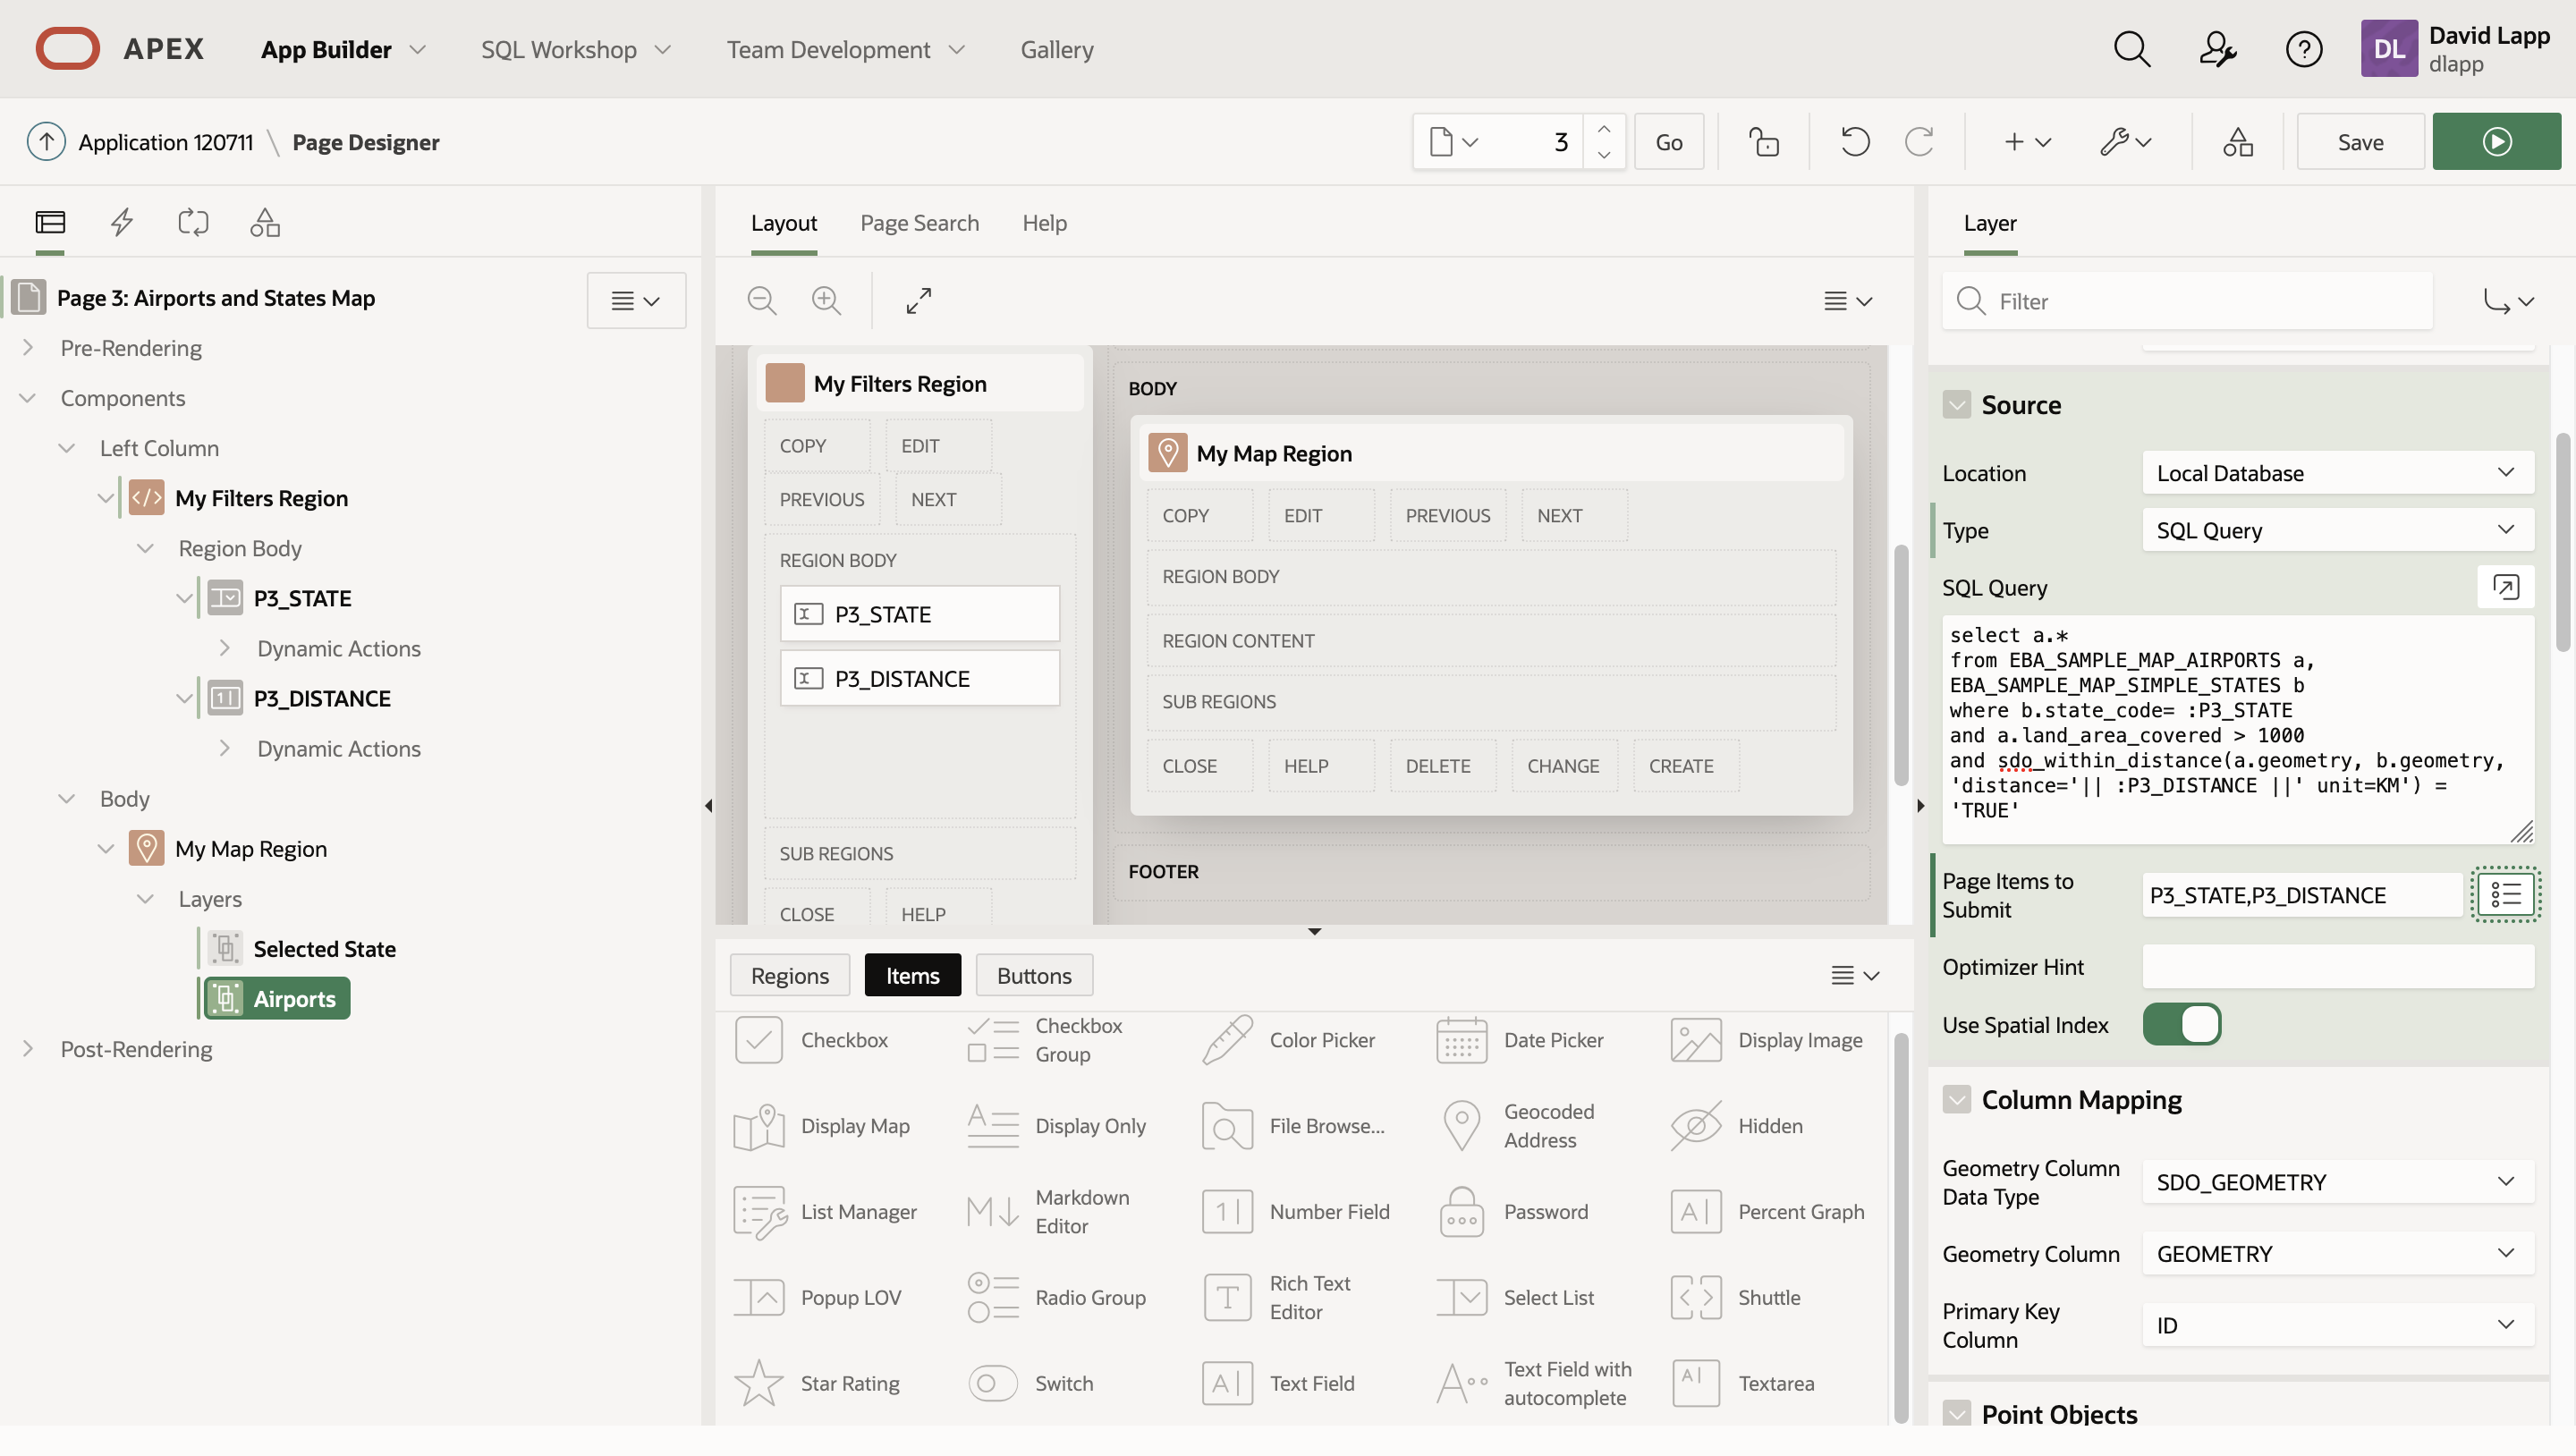 APEX
App Builder
SQL Workshop
Team Development
Gallery
DL
David Lapp
dlapp
Application 120711
Page Designer
3
Go
Save
Page 3: Airports and States Map
Pre-Rendering
Components
Left Column
My Filters Region
Region Body
P3_STATE
Dynamic Actions
P3_DISTANCE
Dynamic Actions
Body
My Map Region
Layers
Selected State
Airports
Post-Rendering
Layout
Page Search
Help
My Filters Region
COPY
EDIT
PREVIOUS
NEXT
REGION BODY
P3_STATE
P3_DISTANCE
SUB REGIONS
CLOSE
HELP
BODY
My Map Region
COPY
EDIT
PREVIOUS
NEXT
REGION BODY
REGION CONTENT
SUB REGIONS
CLOSE
HELP
DELETE
CHANGE
CREATE
FOOTER
Regions
Items
Buttons
Checkbox
Checkbox
Group
Color Picker
Date Picker
Display Image
Display Map
Display Only
File Browse...
Geocoded
Address
Hidden
List Manager
Markdown
Editor
Number Field
Password
Percent Graph
Popup LOV
Radio Group
Rich Text
Editor
Select List
Shuttle
Star Rating
Switch
Text Field
Text Field with
autocomplete
Textarea
Layer
Filter
Source
Location
Local Database
Type
SQL Query
SQL Query
select a.*
from EBA_SAMPLE_MAP_AIRPORTS a,
EBA_SAMPLE_MAP_SIMPLE_STATES b
where b.state_code= :P3_STATE
and a.land_area_covered > 1000
and sdo_within_distance(a.geometry, b.geometry,
'distance='|| :P3_DISTANCE ||' unit=KM') =
'TRUE'
Page Items to
Submit
P3_STATE,P3_DISTANCE
Optimizer Hint
Use Spatial Index
Column Mapping
Geometry Column
Data Type
SDO_GEOMETRY
Geometry Column
GEOMETRY
Primary Key
Column
ID
Point Objects